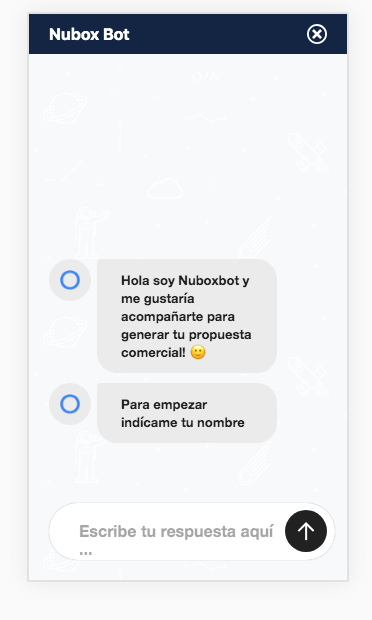 Nubox Bot
Hola soy Nuboxbot y
me gustaría
acompañarte para
generar tu propuesta
comercial! 🙂
Para empezar
indícame tu nombre
Escribe tu respuesta aquí
...